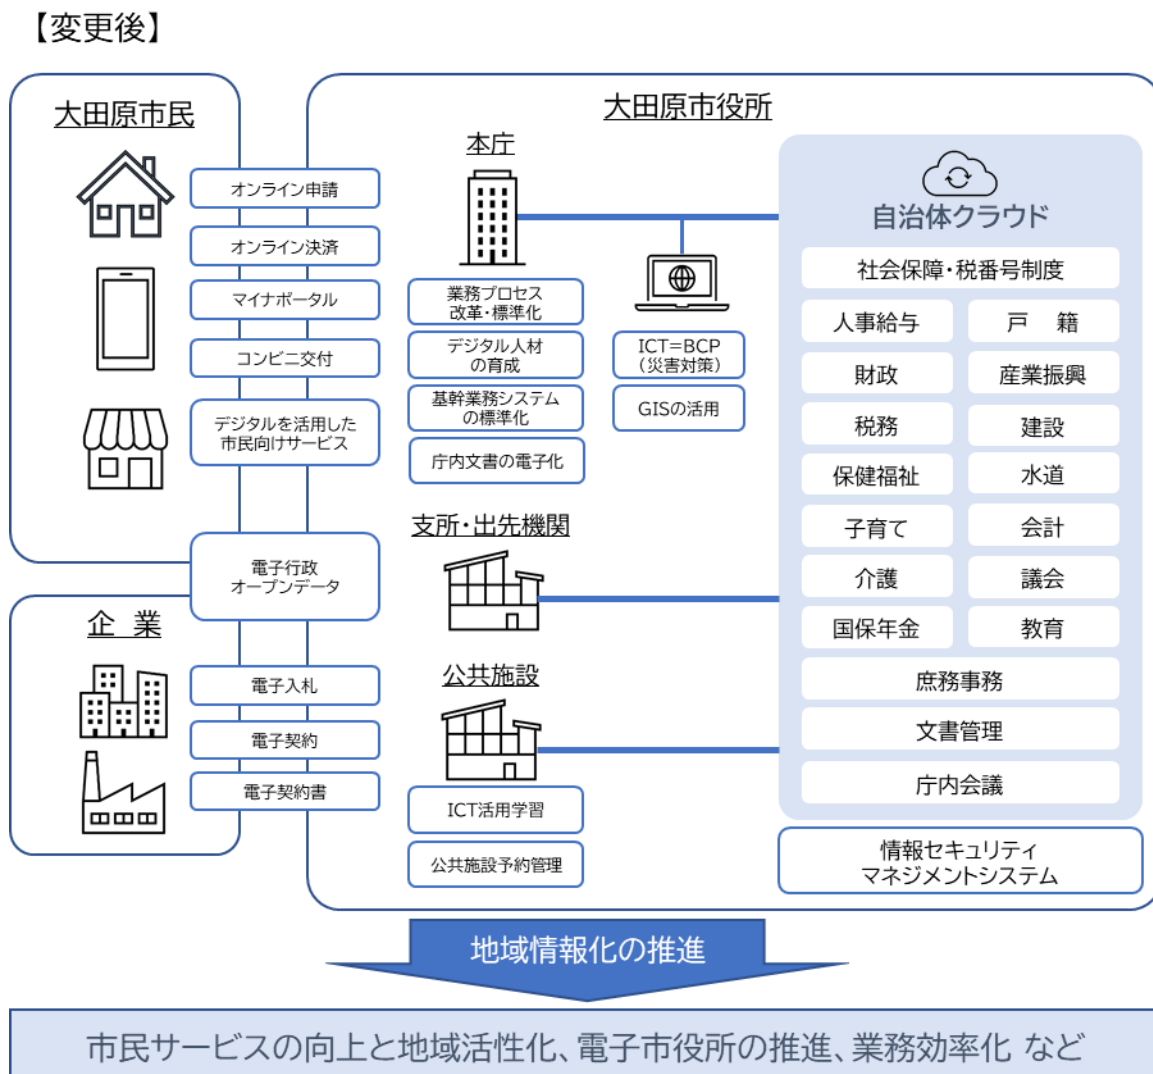 【変更後】
大田原市民
オンライン申請
オンライン決済
マイナポータル
コンビニ交付
デジタルを活用した
市民向けサービス
電子行政
オープンデータ
企　業
電子入札
電子契約
電子契約書
大田原市役所
本庁
業務プロセス
改革・標準化
デジタル人材
の育成
基幹業務システム
の標準化
庁内文書の電子化
ICT＝BCP
（災害対策）
GISの活用
支所・出先機関
公共施設
ICT活用学習
公共施設予約管理
自治体クラウド
社会保障・税番号制度
人事給与
戸　籍
財政
産業振興
税務
建設
保健福祉
水道
子育て
会計
介護
議会
国保年金
教育
庶務事務
文書管理
庁内会議
情報セキュリティ
マネジメントシステム
地域情報化の推進
市民サービスの向上と地域活性化、電子市役所の推進、業務効率化 など